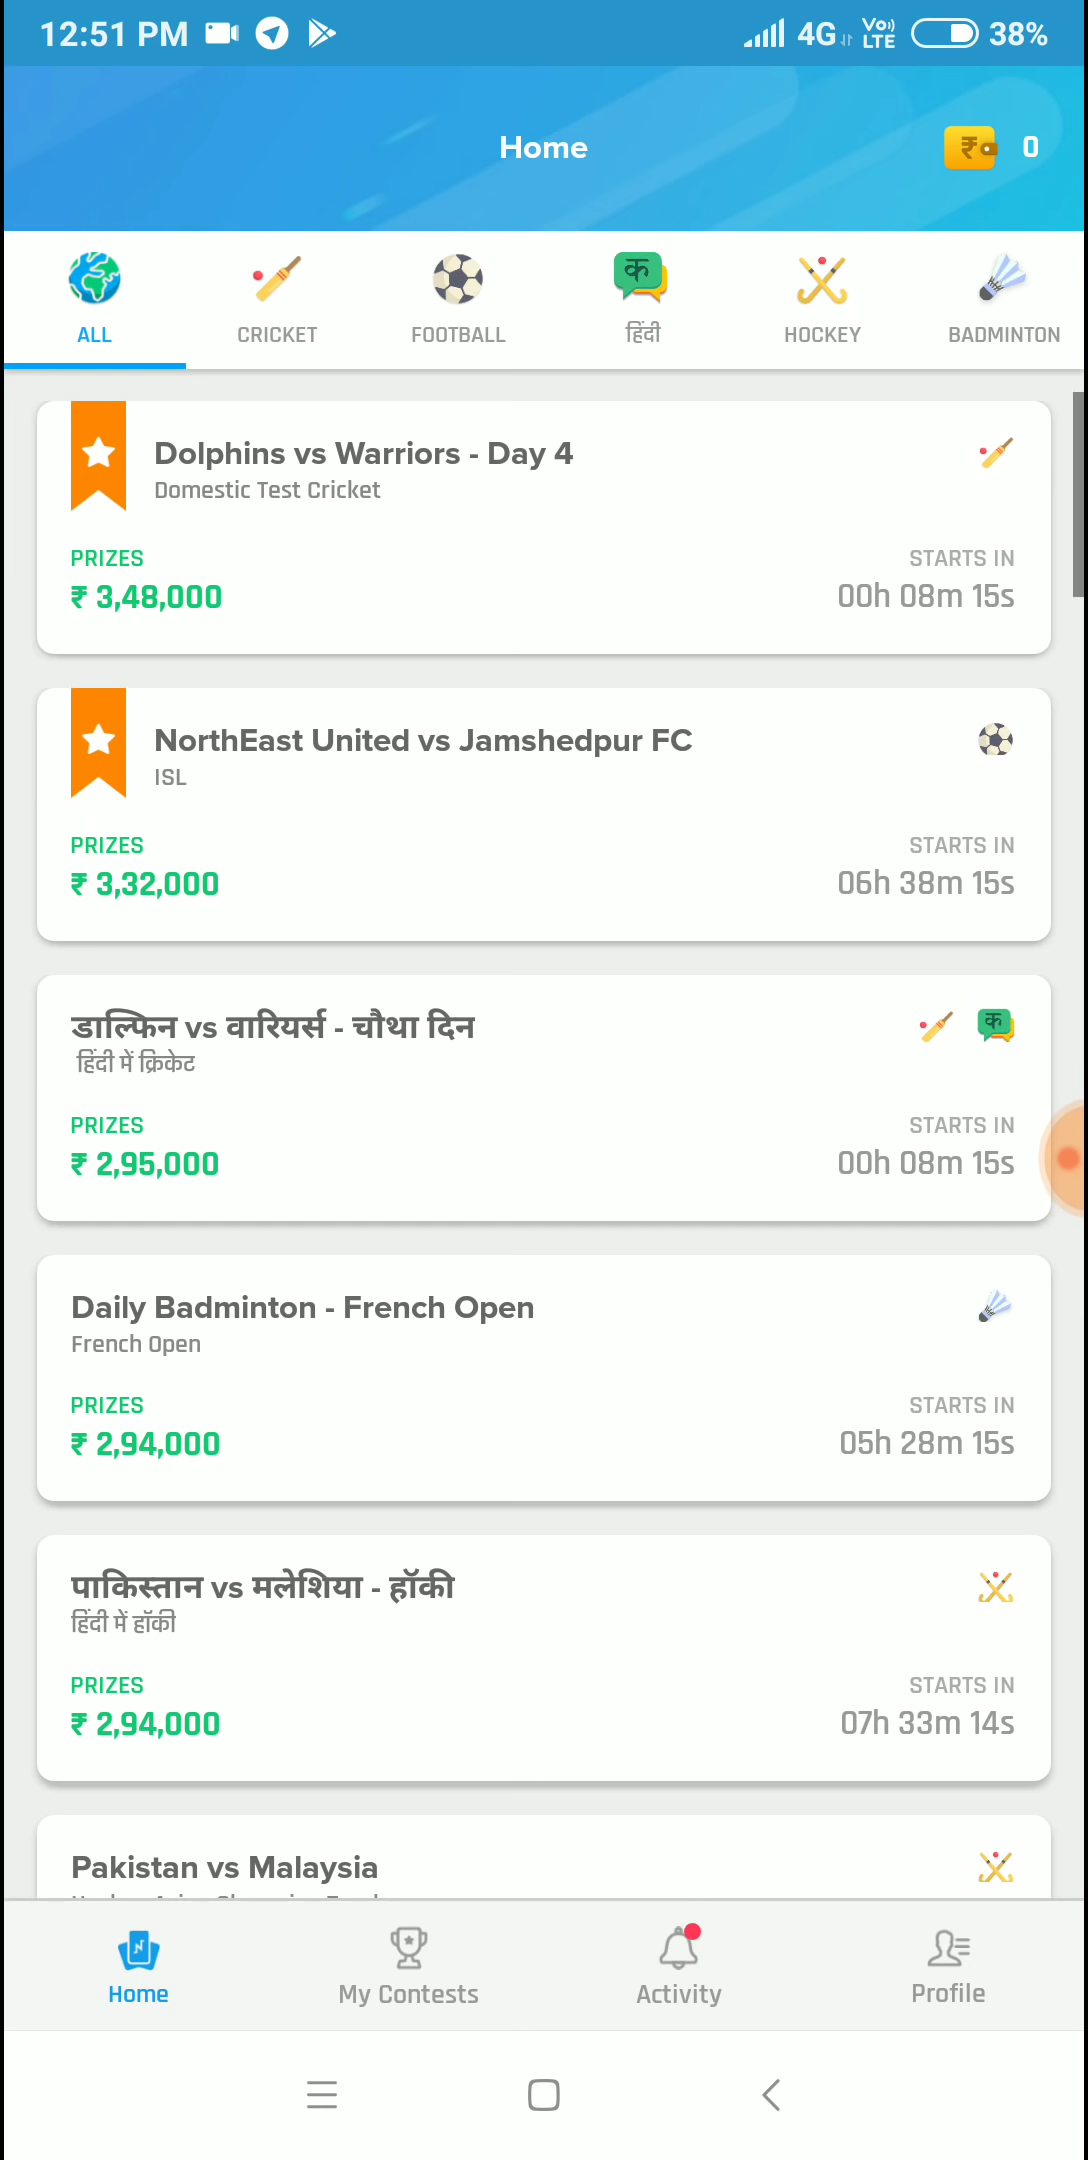 12:51 PM 4G Vo)) LTE 38%
Home 0
ALL CRICKET FOOTBALL हिंदी HOCKEY BADMINTON
Dolphins vs Warriors - Day 4
Domestic Test Cricket
PRIZES STARTS IN
₹ 3,48,000 00h 08m 15s
NorthEast United vs Jamshedpur FC
ISL
PRIZES STARTS IN
₹ 3,32,000 06h 38m 15s
डाल्फिन vs वारियर्स - चौथा दिन
हिंदी में क्रिकेट
PRIZES STARTS IN
₹ 2,95,000 00h 08m 15s
Daily Badminton - French Open
French Open
PRIZES STARTS IN
₹ 2,94,000 05h 28m 15s
पाकिस्तान vs मलेशिया - हॉकी
हिंदी में हॉकी
PRIZES STARTS IN
₹ 2,94,000 07h 33m 14s
Pakistan vs Malaysia
Home My Contests Activity Profile